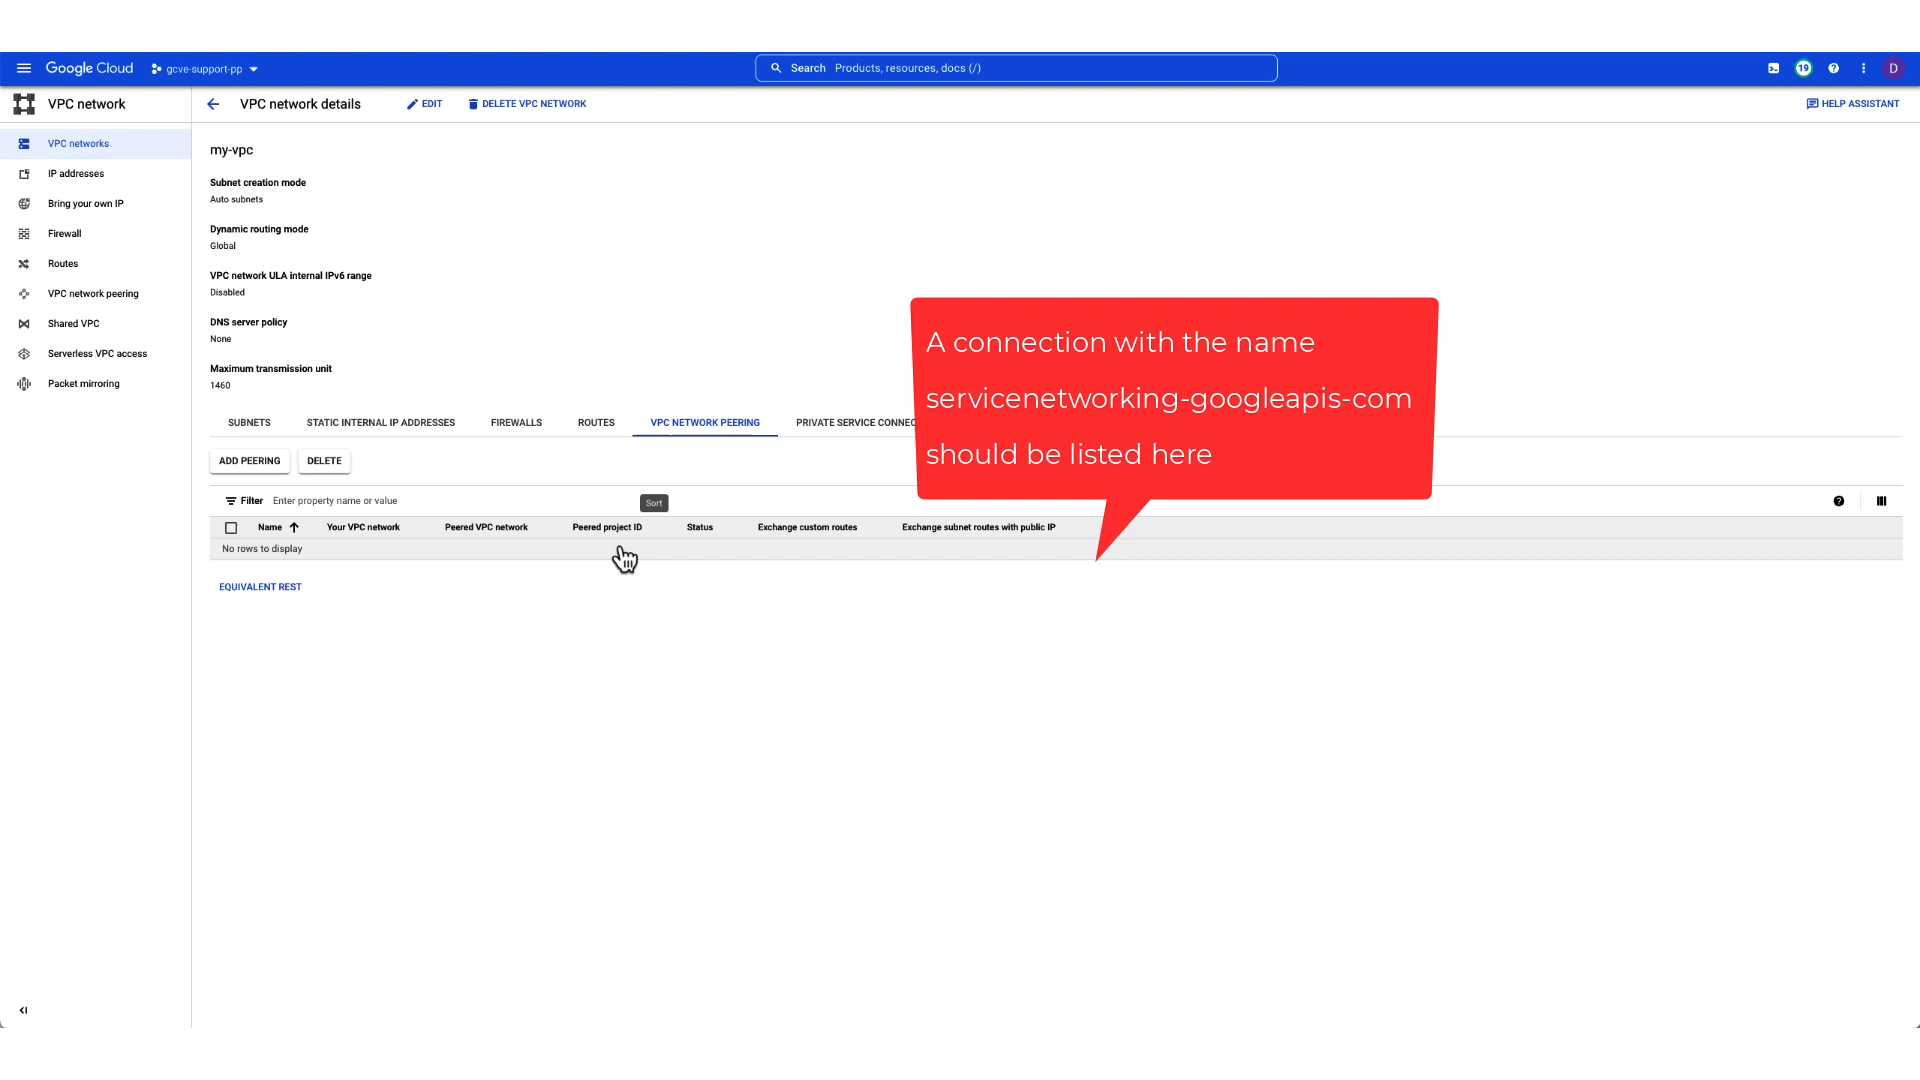 Google Cloud
gcve-support-pp
Search Products, resources, docs (/)
19
D
VPC network
VPC network details
EDIT
DELETE VPC NETWORK
HELP ASSISTANT
VPC networks
IP addresses
Bring your own IP
Firewall
Routes
VPC network peering
Shared VPC
Serverless VPC access
Packet mirroring
my-vpc
Subnet creation mode
Auto subnets
Dynamic routing mode
Global
VPC network ULA internal IPv6 range
Disabled
DNS server policy
None
Maximum transmission unit
1460
A connection with the name
servicenetworking-googleapis-com
should be listed here
SUBNETS STATIC INTERNAL IP ADDRESSES FIREWALLS ROUTES VPC NETWORK PEERING PRIVATE SERVICE CONNEC
ADD PEERING DELETE
Filter Enter property name or value
Sort
Name Your VPC network Peered VPC network Peered project ID Status Exchange custom routes Exchange subnet routes with public IP
No rows to display
EQUIVALENT REST